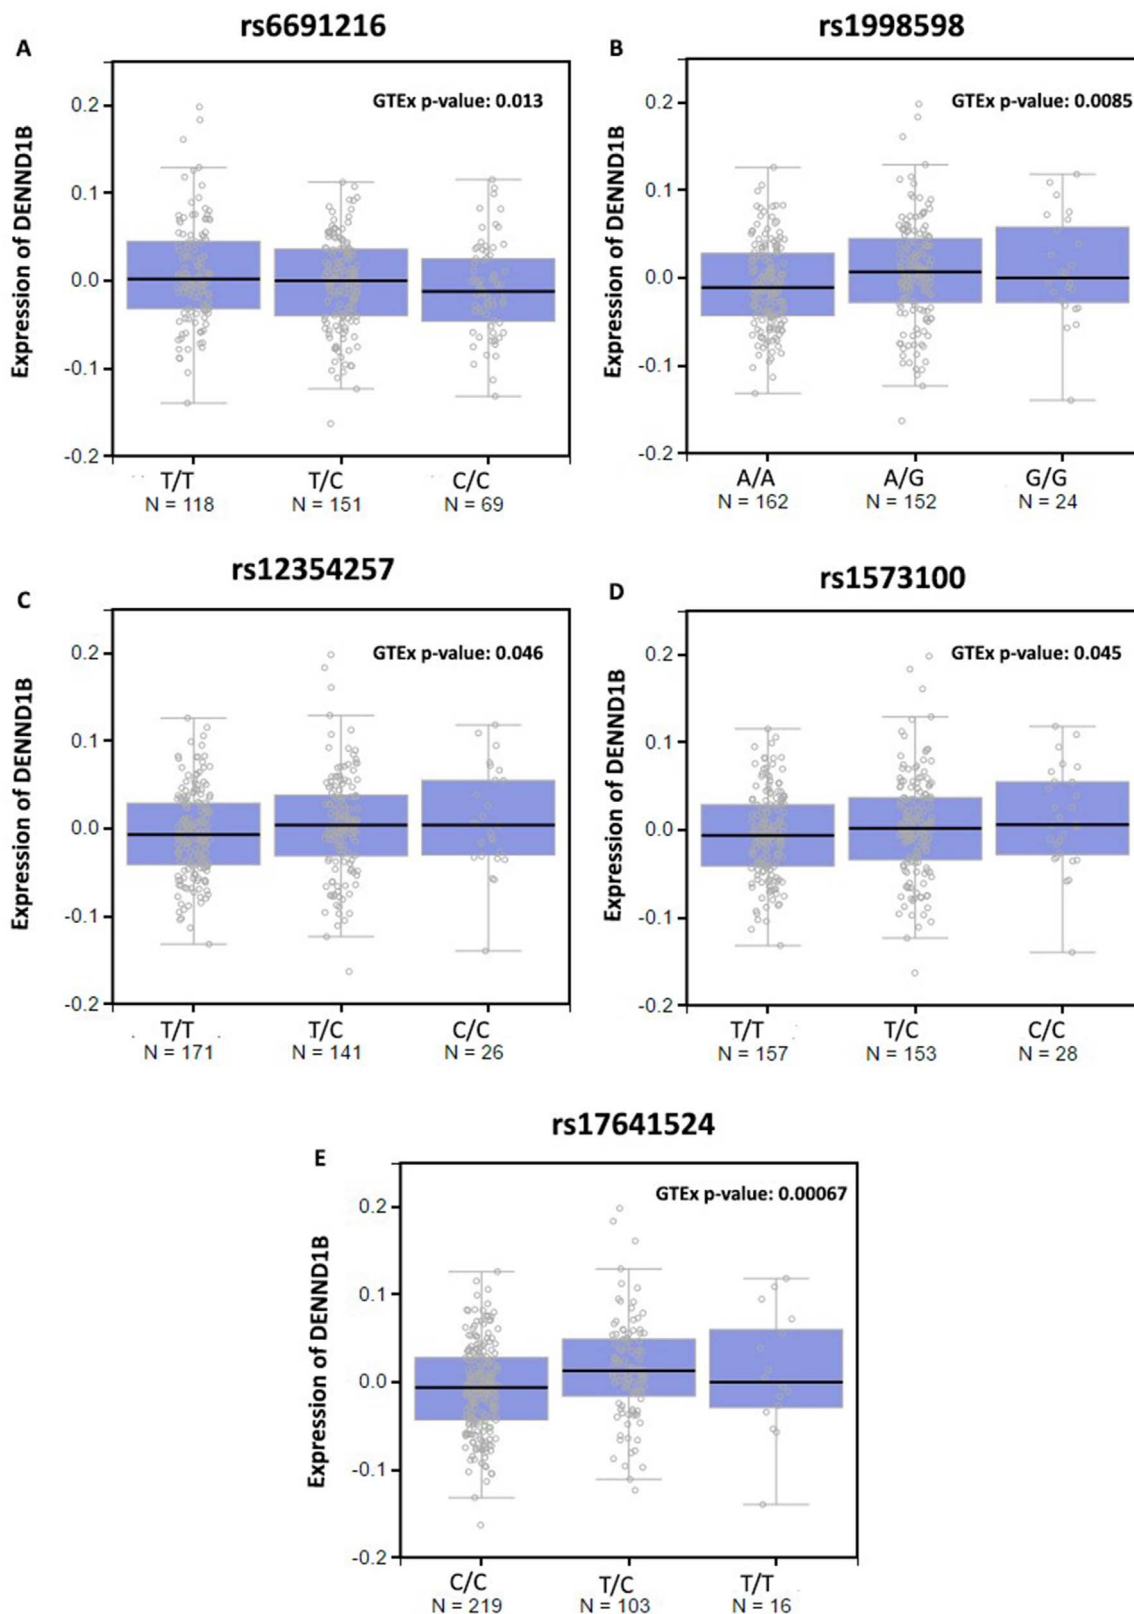 rs6691216
A
GTEx p-value: 0.013
Expression of DENND1B
0.2
0.1
0.0
-0.1
-0.2
T/T T/C C/C
N = 118 N = 151 N = 69
rs1998598
B
GTEx p-value: 0.0085
Expression of DENND1B
0.2
0.1
0.0
-0.1
-0.2
A/A A/G G/G
N = 162 N = 152 N = 24
rs12354257
C
GTEx p-value: 0.046
Expression of DENND1B
0.2
0.1
0.0
-0.1
-0.2
T/T T/C C/C
N = 171 N = 141 N = 26
rs1573100
D
GTEx p-value: 0.045
Expression of DENND1B
0.2
0.1
0.0
-0.1
-0.2
T/T T/C C/C
N = 157 N = 153 N = 28
rs17641524
E
GTEx p-value: 0.00067
Expression of DENND1B
0.2
0.1
0.0
-0.1
-0.2
C/C T/C T/T
N = 219 N = 103 N = 16